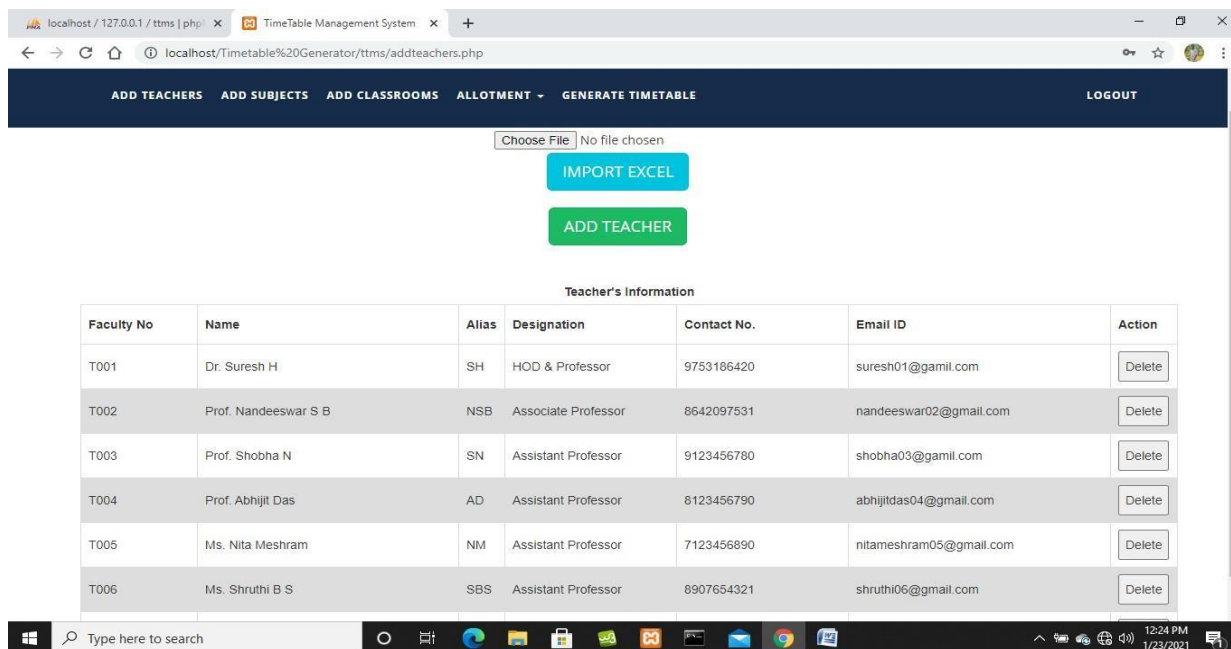 localhost / 127.0.0.1 / ttms | php
TimeTable Management System
localhost/Timetable%20Generator/ttms/addteachers.php
ADD TEACHERS ADD SUBJECTS ADD CLASSROOMS ALLOTMENT GENERATE TIMETABLE LOGOUT
Choose File No file chosen
IMPORT EXCEL
ADD TEACHER
Teacher's Information
Faculty No Name Alias Designation Contact No. Email ID Action
T001 Dr. Suresh H SH HOD & Professor 9753186420 suresh01@gamil.com Delete
T002 Prof. Nandeeswar S B NSB Associate Professor 8642097531 nandeeswar02@gmail.com Delete
T003 Prof. Shobha N SN Assistant Professor 9123456780 shobha03@gamil.com Delete
T004 Prof. Abhijit Das AD Assistant Professor 8123456790 abhijitdas04@gmail.com Delete
T005 Ms. Nita Meshram NM Assistant Professor 7123456890 nitameshram05@gmail.com Delete
T006 Ms. Shruthi B S SBS Assistant Professor 8907654321 shruthi06@gmail.com Delete
Type here to search
12:24 PM
1/23/2021